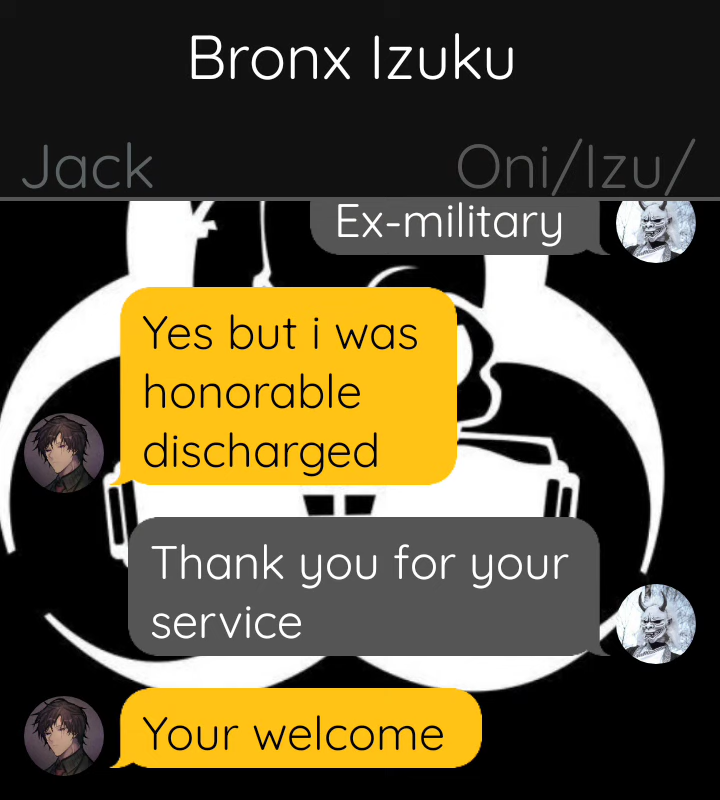 Bronx Izuku
Jack
Oni/Izu/
Ex-military
Yes but i was
honorable
discharged
Thank you for your
service
Your welcome